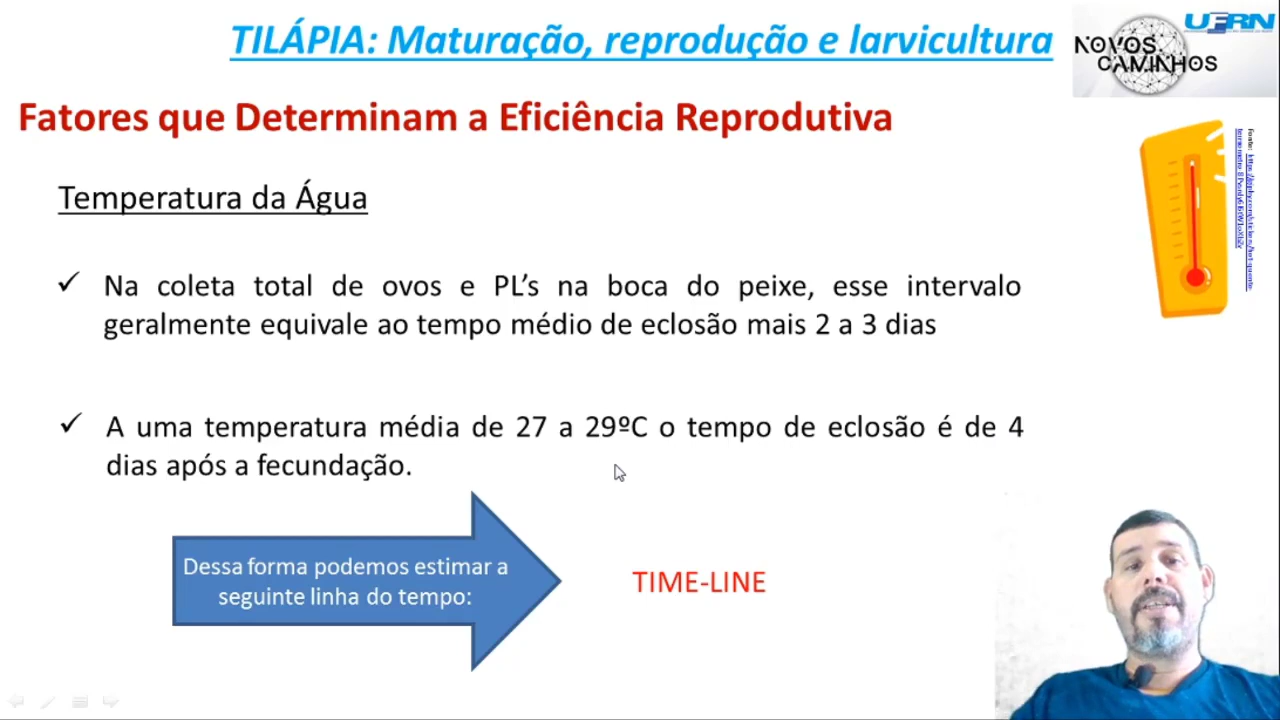 TILÁPIA: Maturação, reprodução e larvicultura
UFRN
NOVOS
CAMINHOS
Fatores que Determinam a Eficiência Reprodutiva
Fonte:
Temperatura da Água
✓ Na coleta total de ovos e PL’s na boca do peixe, esse intervalo
geralmente equivale ao tempo médio de eclosão mais 2 a 3 dias
✓ A uma temperatura média de 27 a 29ºC o tempo de eclosão é de 4
dias após a fecundação.
Dessa forma podemos estimar a
seguinte linha do tempo:
TIME-LINE